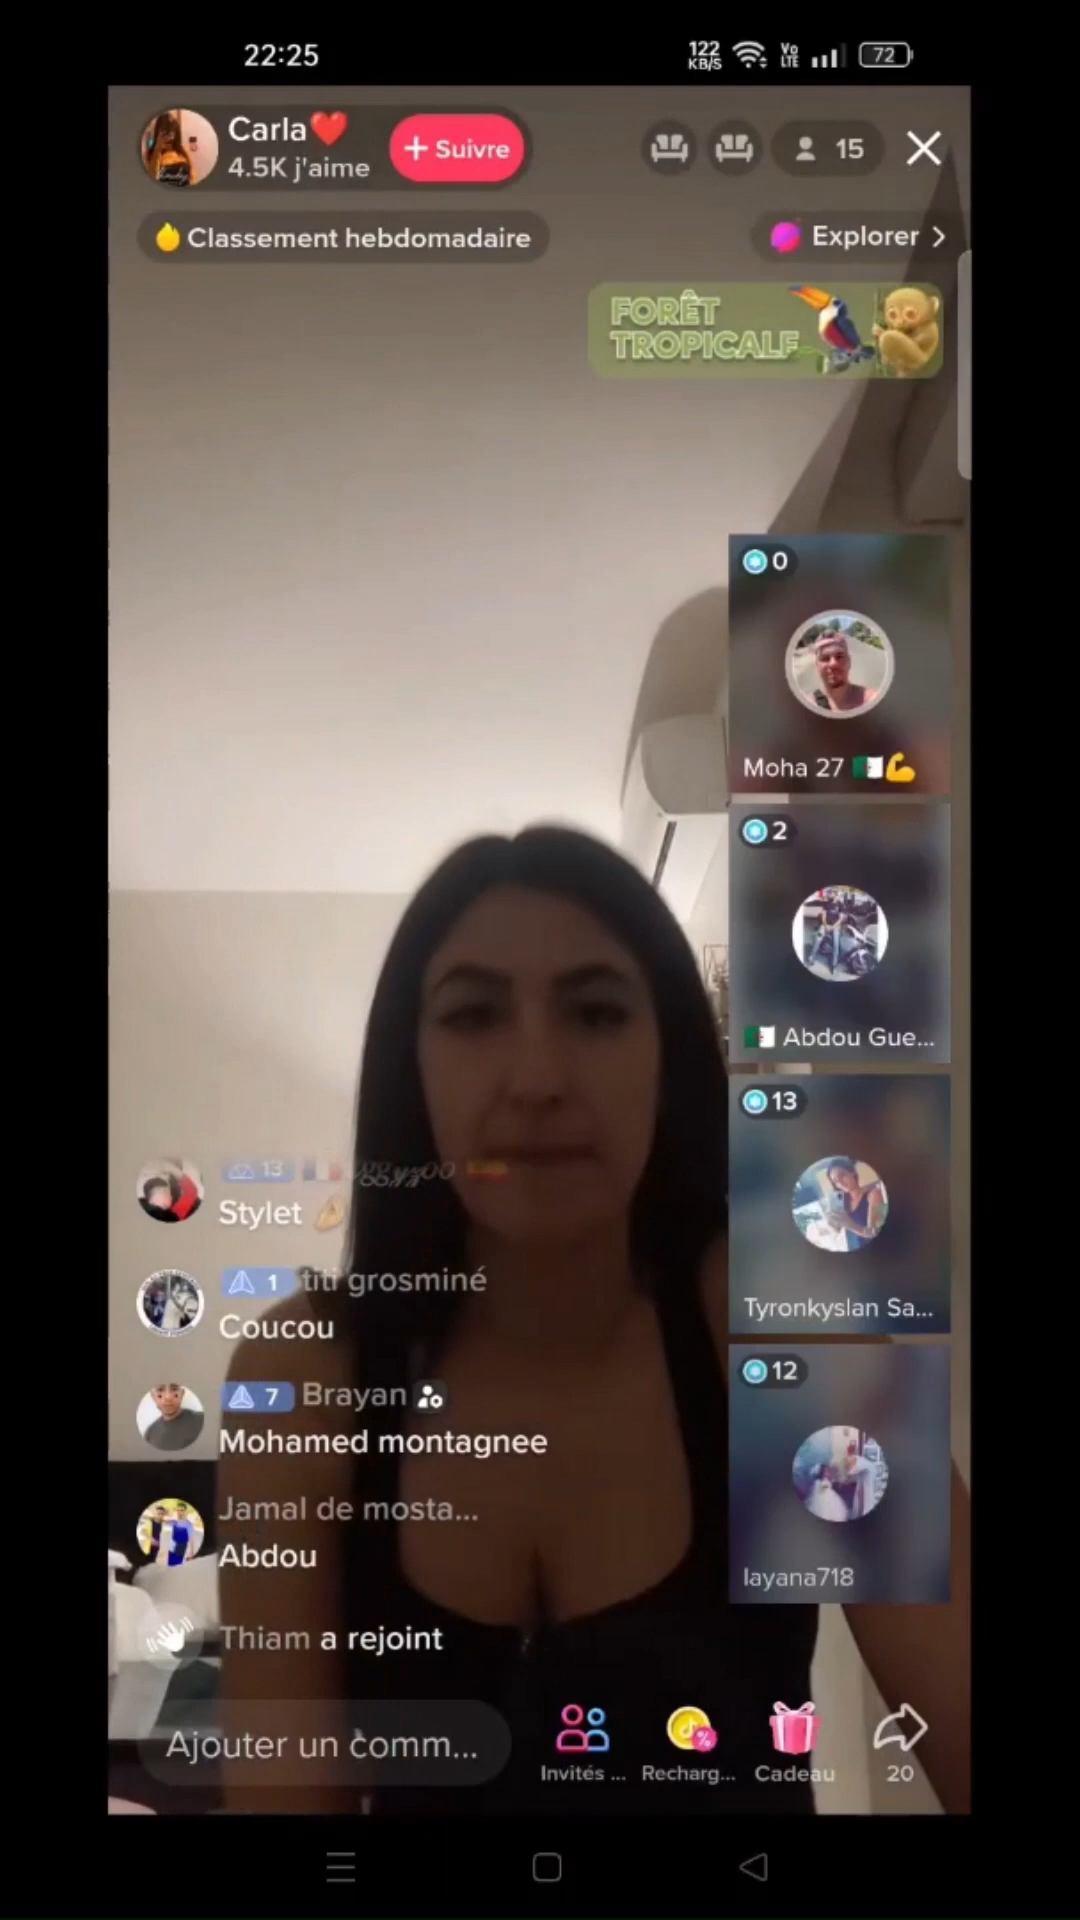 22:25
122
KB/S
Vo
LTE
72
Carla❤️
4.5K j'aime
+ Suivre
15
Classement hebdomadaire
Explorer >
FORÊT
TROPICALE
0
Moha 27 🇩🇿💪
2
🇩🇿 Abdou Gue...
13
Tyronkyslan Sa...
12
layana718
13
Stylet
1 titi grosminé
Coucou
7 Brayan
Mohamed montagnee
Jamal de mosta...
Abdou
Thiam a rejoint
Ajouter un comm...
Invités ...
Recharg...
Cadeau
20